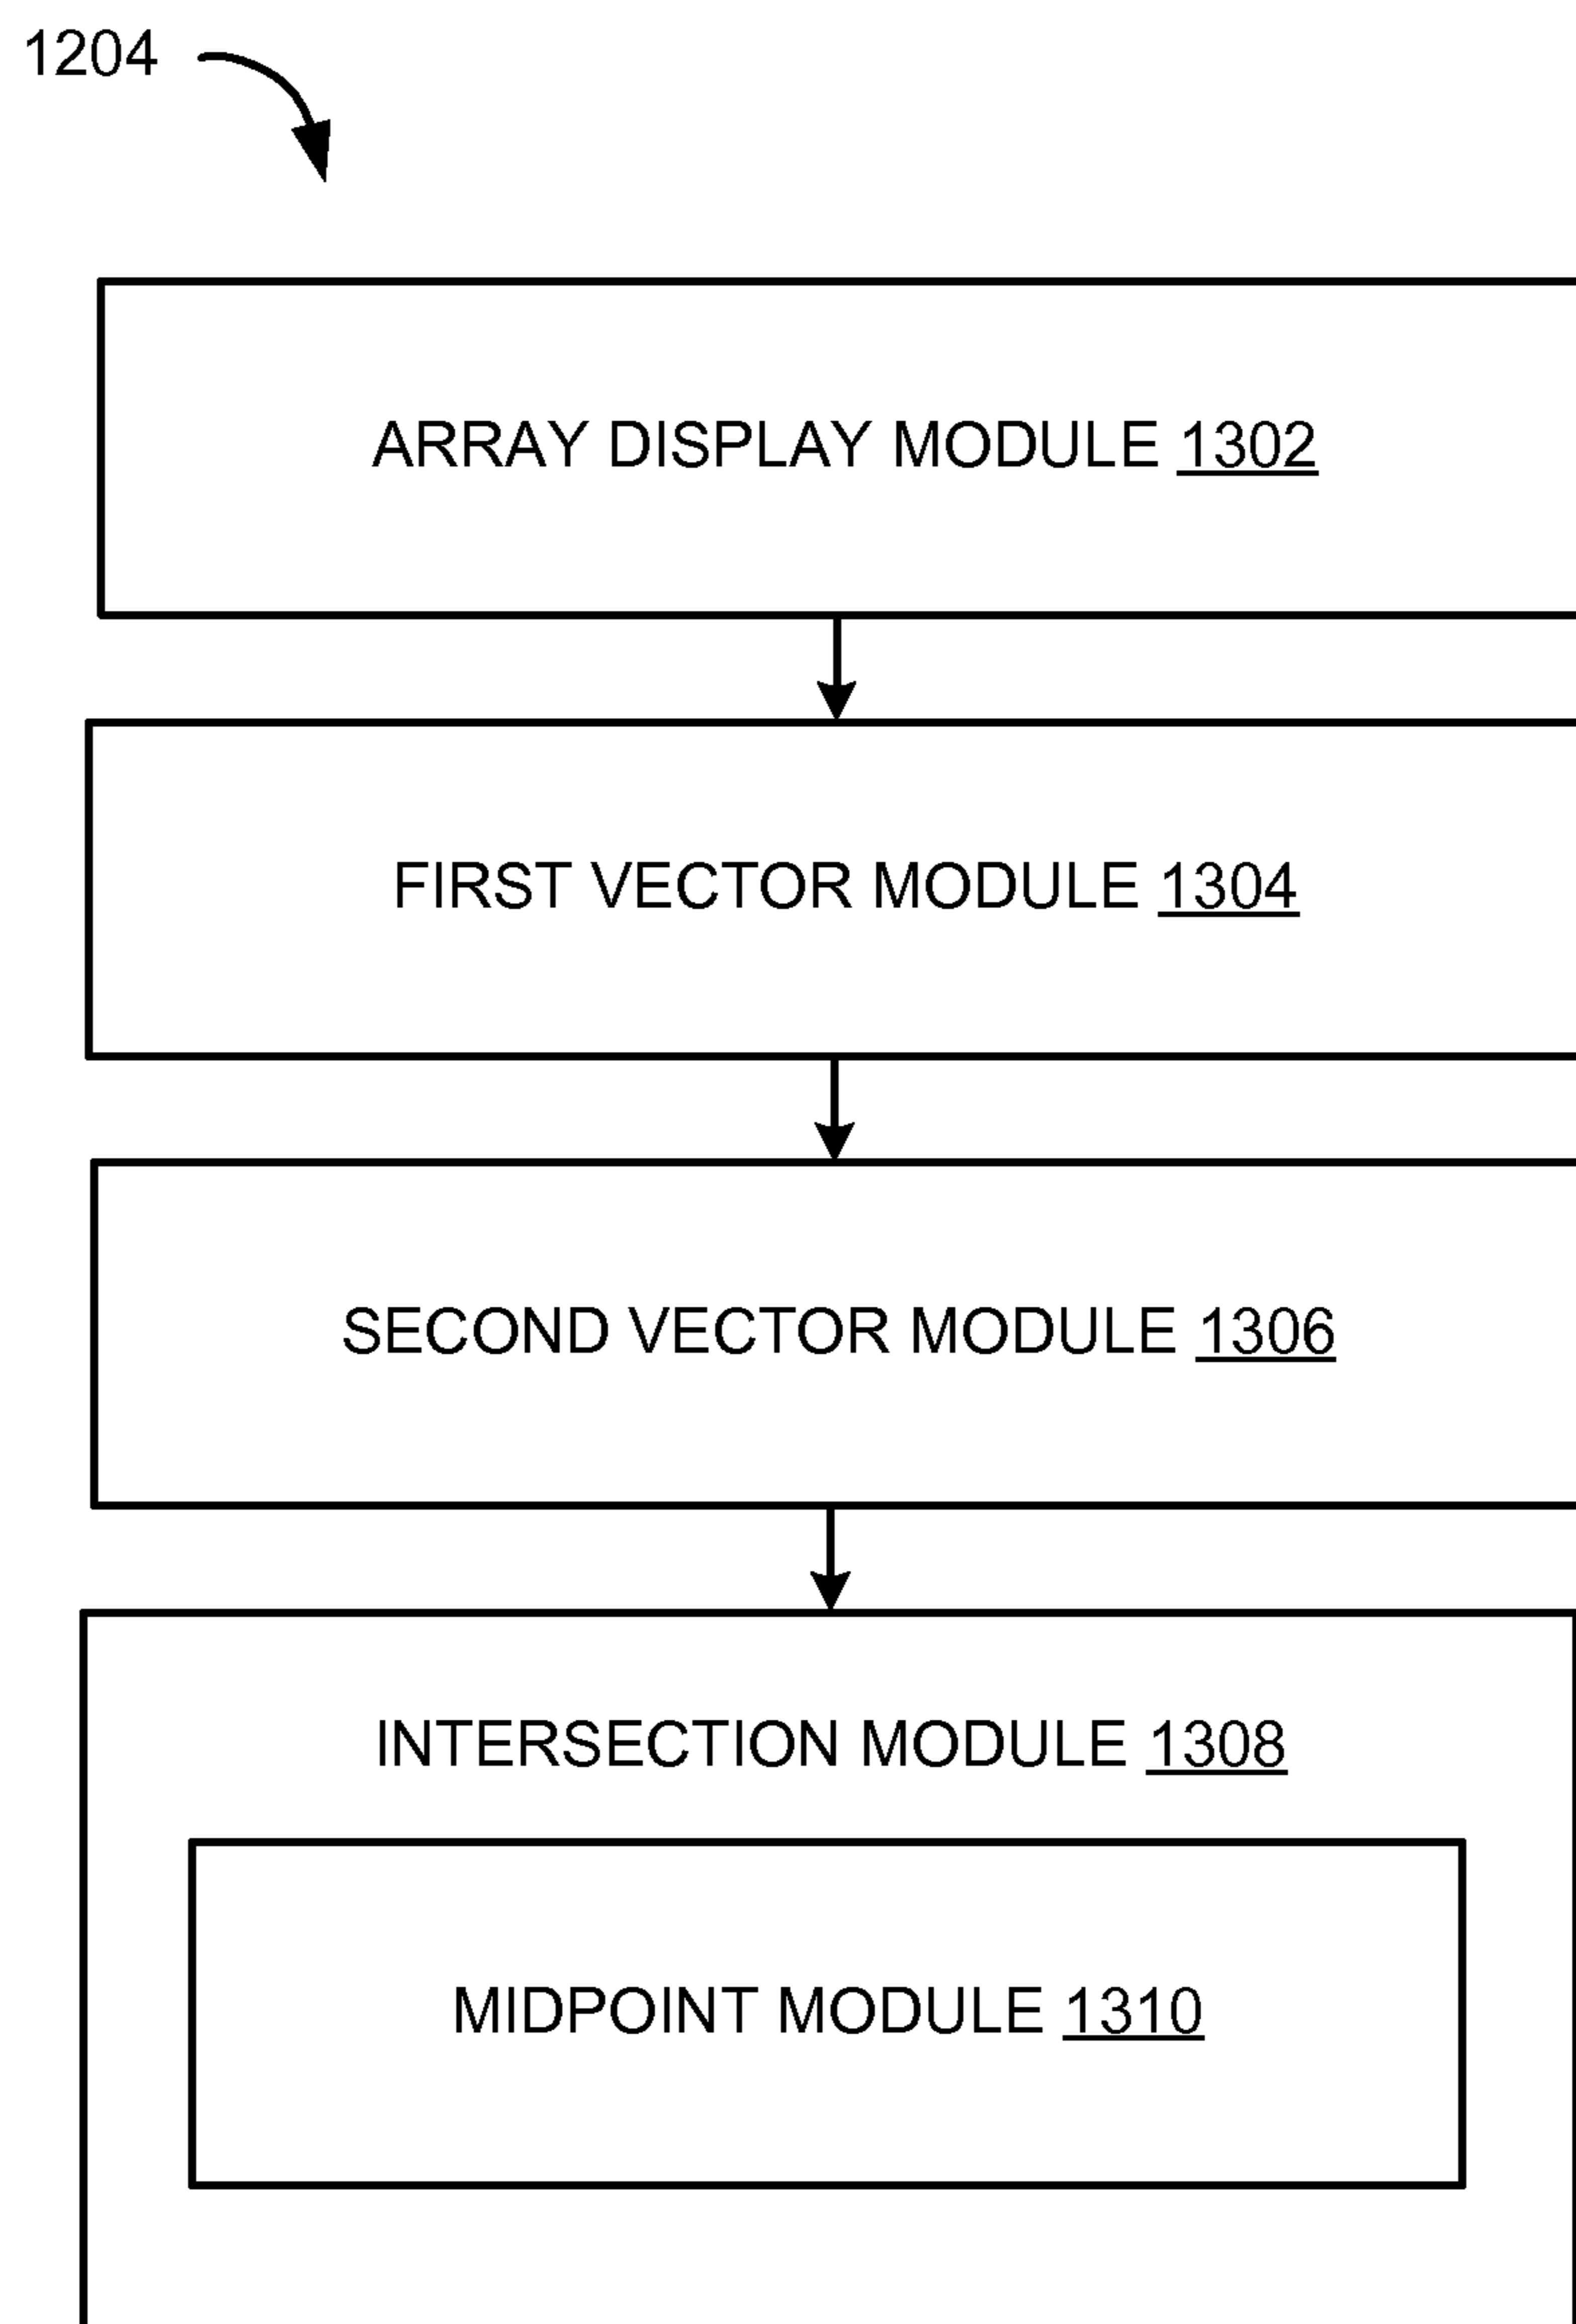 1204
ARRAY DISPLAY MODULE 1302
FIRST VECTOR MODULE 1304
SECOND VECTOR MODULE 1306
INTERSECTION MODULE 1308
MIDPOINT MODULE 1310